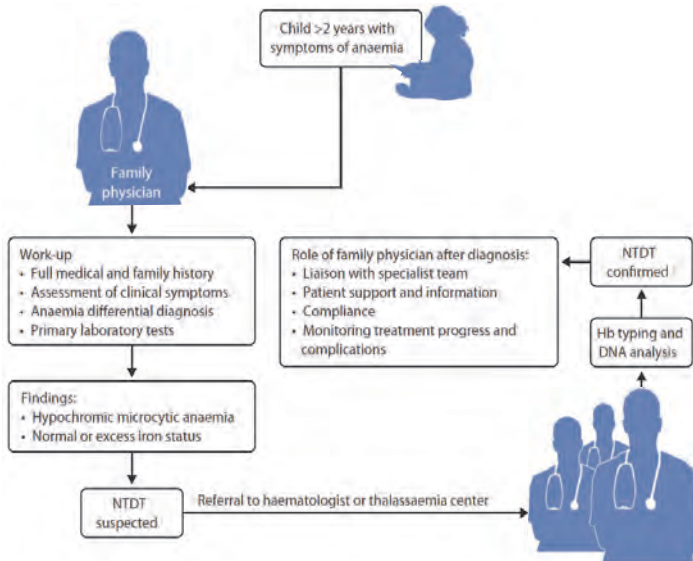 Child >2 years with
symptoms of anaemia
Family
physician
Work-up
• Full medical and family history
• Assessment of clinical symptoms
• Anaemia differential diagnosis
• Primary laboratory tests
Findings:
• Hypochromic microcytic anaemia
• Normal or excess iron status
NTDT
suspected
Referral to haematologist or thalassaemia center
Hb typing and
DNA analysis
NTDT
confirmed
Role of family physician after diagnosis:
• Liaison with specialist team
• Patient support and information
• Compliance
• Monitoring treatment progress and
complications